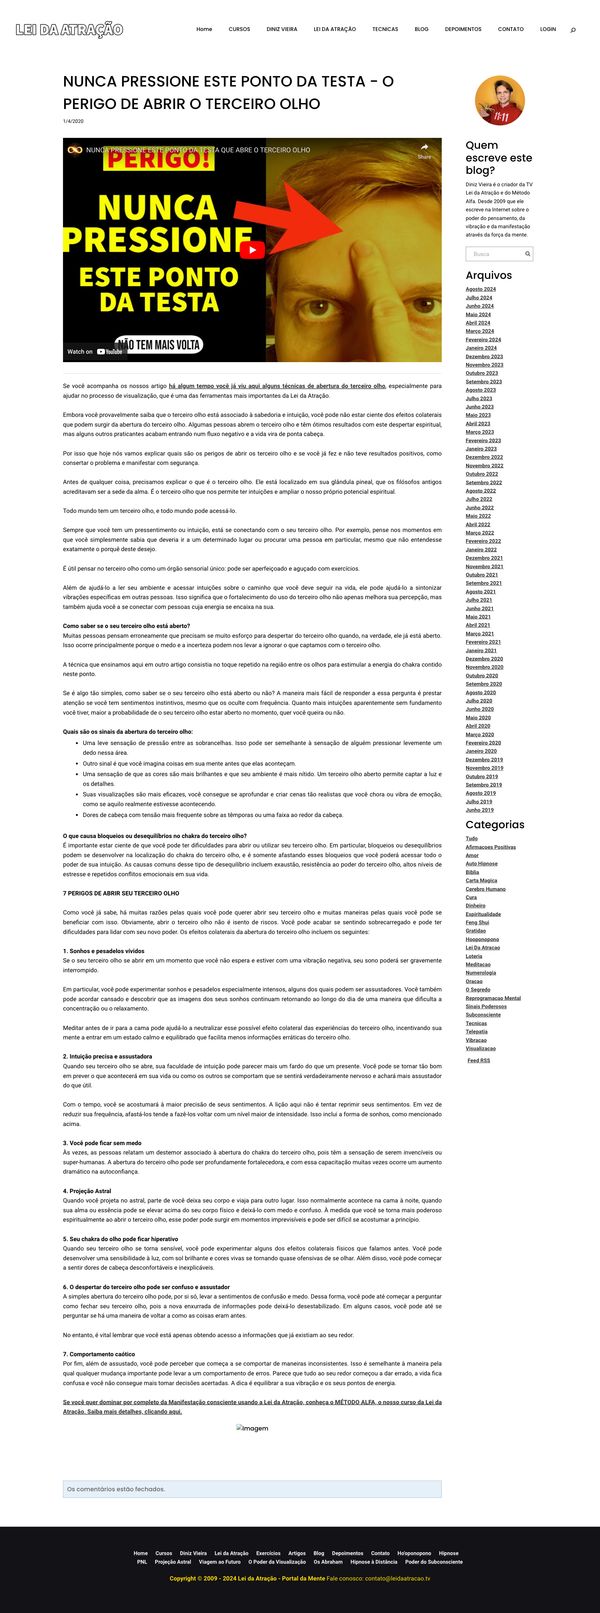 LEI DA ATRAÇÃO
Home CURSOS DINIZ VIEIRA LEI DA ATRAÇÃO TECNICAS BLOG DEPOIMENTOS CONTATO LOGIN
NUNCA PRESSIONE ESTE PONTO DA TESTA - O
PERIGO DE ABRIR O TERCEIRO OLHO
1/4/2020
NUNCA PRESSIONE ESTE PONTO DA TESTA QUE ABRE O TERCEIRO OLHO
Share
PERIGO!
NUNCA
PRESSIONE
ESTE PONTO
DA TESTA
NÃO TEM MAIS VOLTA
Watch on YouTube
Se você acompanha os nossos artigo há algum tempo você já viu aqui alguns técnicas de abertura do terceiro olho, especialmente para
ajudar no processo de visualização, que é uma das ferramentas mais importantes da Lei da Atração.
Embora você provavelmente saiba que o terceiro olho está associado à sabedoria e intuição, você pode não estar ciente dos efeitos colaterais
que podem surgir da abertura do terceiro olho. Algumas pessoas abrem o terceiro olho e têm ótimos resultados com este despertar espiritual,
mas alguns outros praticantes acabam entrando num fluxo negativo e a vida vira de ponta cabeça.
Por isso que hoje nós vamos explicar quais são os perigos de abrir os terceiro olho e se você já fez e não teve resultados positivos, como
consertar o problema e manifestar com segurança.
Antes de qualquer coisa, precisamos explicar o que é o terceiro olho. Ele está localizado em sua glândula pineal, que os filósofos antigos
acreditavam ser a sede da alma. É o terceiro olho que nos permite ter intuições e ampliar o nosso próprio potencial espiritual.
Todo mundo tem um terceiro olho, e todo mundo pode acessá-lo.
Sempre que você tem um pressentimento ou intuição, está se conectando com o seu terceiro olho. Por exemplo, pense nos momentos em
que você simplesmente sabia que deveria ir a um determinado lugar ou procurar uma pessoa em particular, mesmo que não entendesse
exatamente o porquê deste desejo.
É útil pensar no terceiro olho como um órgão sensorial único: pode ser aperfeiçoado e aguçado com exercícios.
Além de ajudá-lo a ler seu ambiente e acessar intuições sobre o caminho que você deve seguir na vida, ele pode ajudá-lo a sintonizar
vibrações específicas em outras pessoas. Isso significa que o fortalecimento do uso do terceiro olho não apenas melhora sua percepção, mas
também ajuda você a se conectar com pessoas cuja energia se encaixa na sua.
Como saber se o seu terceiro olho está aberto?
Muitas pessoas pensam erroneamente que precisam se muito esforço para despertar do terceiro olho quando, na verdade, ele já está aberto.
Isso ocorre principalmente porque o medo e a incerteza podem nos levar a ignorar o que captamos com o terceiro olho.
A técnica que ensinamos aqui em outro artigo consistia no toque repetido na região entre os olhos para estimular a energia do chakra contido
neste ponto.
Se é algo tão simples, como saber se o seu terceiro olho está aberto ou não? A maneira mais fácil de responder a essa pergunta é prestar
atenção se você tem sentimentos instintivos, mesmo que os oculte com frequência. Quanto mais intuições aparentemente sem fundamento
você tiver, maior a probabilidade de o seu terceiro olho estar aberto no momento, quer você queira ou não.
Quais são os sinais da abertura do terceiro olho:
Uma leve sensação de pressão entre as sobrancelhas. Isso pode ser semelhante à sensação de alguém pressionar levemente um
dedo nessa área.
Outro sinal é que você imagina coisas em sua mente antes que elas aconteçam.
Uma sensação de que as cores são mais brilhantes e que seu ambiente é mais nítido. Um terceiro olho aberto permite captar a luz e
os detalhes.
Suas visualizações são mais eficazes, você consegue se aprofundar e criar cenas tão realistas que você chora ou vibra de emoção,
como se aquilo realmente estivesse acontecendo.
Dores de cabeça com tensão mais frequente sobre as têmporas ou uma faixa ao redor da cabeça.
O que causa bloqueios ou desequilíbrios no chakra do terceiro olho?
É importante estar ciente de que você pode ter dificuldades para abrir ou utilizar seu terceiro olho. Em particular, bloqueios ou desequilíbrios
podem se desenvolver na localização do chakra do terceiro olho, e é somente afastando esses bloqueios que você poderá acessar todo o
poder de sua intuição. As causas comuns desse tipo de desequilíbrio incluem exaustão, resistência ao poder do terceiro olho, altos níveis de
estresse e repetidos conflitos emocionais em sua vida.
7 PERIGOS DE ABRIR SEU TERCEIRO OLHO
Como você já sabe, há muitas razões pelas quais você pode querer abrir seu terceiro olho e muitas maneiras pelas quais você pode se
beneficiar com isso. Obviamente, abrir o terceiro olho não é isento de riscos. Você pode acabar se sentindo sobrecarregado e pode ter
dificuldades para lidar com seu novo poder. Os efeitos colaterais da abertura do terceiro olho incluem os seguintes:
1. Sonhos e pesadelos vívidos
Se o seu terceiro olho se abrir em um momento que você não espera e estiver com uma vibração negativa, seu sono poderá ser gravemente
interrompido.
Em particular, você pode experimentar sonhos e pesadelos especialmente intensos, alguns dos quais podem ser assustadores. Você também
pode acordar cansado e descobrir que as imagens dos seus sonhos continuam retornando ao longo do dia de uma maneira que dificulta a
concentração ou o relaxamento.
Meditar antes de ir para a cama pode ajudá-lo a neutralizar esse possível efeito colateral das experiências do terceiro olho, incentivando sua
mente a entrar em um estado calmo e equilibrado que facilita menos informações erráticas do terceiro olho.
2. Intuição precisa e assustadora
Quando seu terceiro olho se abre, sua faculdade de intuição pode parecer mais um fardo do que um presente. Você pode se tornar tão bom
em prever o que acontecerá em sua vida ou como os outros se comportam que se sentirá verdadeiramente nervoso e achará mais assustador
do que útil.
Com o tempo, você se acostumará à maior precisão de seus sentimentos. A lição aqui não é tentar reprimir seus sentimentos. Em vez de
reduzir sua frequência, afastá-los tende a fazê-los voltar com um nível maior de intensidade. Isso inclui a forma de sonhos, como mencionado
acima.
3. Você pode ficar sem medo
Às vezes, as pessoas relatam um destemor associado à abertura do chakra do terceiro olho, pois têm a sensação de serem invencíveis ou
super-humanas. A abertura do terceiro olho pode ser profundamente fortalecedora, e com essa capacitação muitas vezes ocorre um aumento
dramático na autoconfiança.
4. Projeção Astral
Quando você projeta no astral, parte de você deixa seu corpo e viaja para outro lugar. Isso normalmente acontece na cama à noite, quando
sua alma ou essência pode se elevar acima do seu corpo físico e deixá-lo com medo e confuso. À medida que você se torna mais poderoso
espiritualmente ao abrir o terceiro olho, esse poder pode surgir em momentos imprevisíveis e pode ser difícil se acostumar a princípio.
5. Seu chakra do olho pode ficar hiperativo
Quando seu terceiro olho se torna sensível, você pode experimentar alguns dos efeitos colaterais físicos que falamos antes. Você pode
desenvolver uma sensibilidade à luz, com sol brilhante e cores vivas se tornando quase ofensivas de se olhar. Além disso, você pode começar
a sentir dores de cabeça desconfortáveis e inexplicáveis.
6. O despertar do terceiro olho pode ser confuso e assustador
A simples abertura do terceiro olho pode, por si só, levar a sentimentos de confusão e medo. Dessa forma, você pode até começar a perguntar
como fechar seu terceiro olho, pois a nova enxurrada de informações pode deixá-lo desestabilizado. Em alguns casos, você pode até se
perguntar se há uma maneira de voltar a como as coisas eram antes.
No entanto, é vital lembrar que você está apenas obtendo acesso a informações que já existiam ao seu redor.
7. Comportamento caótico
Por fim, além de assustado, você pode perceber que começa a se comportar de maneiras inconsistentes. Isso é semelhante à maneira pela
qual qualquer mudança importante pode levar a um comportamento de erros. Parece que tudo ao seu redor começou a dar errado, a vida fica
confusa e você não consegue mais tomar decisões acertadas. A dica é equilibrar a sua vibração e os seus pontos de energia.
Se você quer dominar por completo da Manifestação consciente usando a Lei da Atração, conheça o MÉTODO ALFA, o nosso curso da Lei da
Atração. Saiba mais detalhes, clicando aqui.
Imagem
Os comentários estão fechados.
11:11
Quem
escreve este
blog?
Diniz Vieira é o criador da TV
Lei da Atração e do Método
Alfa. Desde 2009 que ele
escreve na Internet sobre o
poder do pensamento, da
vibração e da manifestação
através da força da mente.
Busca
Arquivos
Agosto 2024
Julho 2024
Junho 2024
Maio 2024
Abril 2024
Março 2024
Fevereiro 2024
Janeiro 2024
Dezembro 2023
Novembro 2023
Outubro 2023
Setembro 2023
Agosto 2023
Julho 2023
Junho 2023
Maio 2023
Abril 2023
Março 2023
Fevereiro 2023
Janeiro 2023
Dezembro 2022
Novembro 2022
Outubro 2022
Setembro 2022
Agosto 2022
Julho 2022
Junho 2022
Maio 2022
Abril 2022
Março 2022
Fevereiro 2022
Janeiro 2022
Dezembro 2021
Novembro 2021
Outubro 2021
Setembro 2021
Agosto 2021
Julho 2021
Junho 2021
Maio 2021
Abril 2021
Março 2021
Fevereiro 2021
Janeiro 2021
Dezembro 2020
Novembro 2020
Outubro 2020
Setembro 2020
Agosto 2020
Julho 2020
Junho 2020
Maio 2020
Abril 2020
Março 2020
Fevereiro 2020
Janeiro 2020
Dezembro 2019
Novembro 2019
Outubro 2019
Setembro 2019
Agosto 2019
Julho 2019
Junho 2019
Categorias
Tudo
Afirmacoes Positivas
Amor
Auto Hipnose
Biblia
Carta Magica
Cerebro Humano
Cura
Dinheiro
Espiritualidade
Feng Shui
Gratidao
Hooponopono
Lei Da Atracao
Loteria
Meditacao
Numerologia
Oracao
O Segredo
Reprogramacao Mental
Sinais Poderosos
Subconsciente
Tecnicas
Telepatia
Vibracao
Visualizacao
Feed RSS
Home Cursos Diniz Vieira Lei da Atração Exercícios Artigos Blog Depoimentos Contato Ho'oponopono Hipnose
PNL Projeção Astral Viagem ao Futuro O Poder da Visualização Os Abraham Hipnose à Distância Poder do Subconsciente
Copyright © 2009 - 2024 Lei da Atração - Portal da Mente Fale conosco: contato@leidaatracao.tv